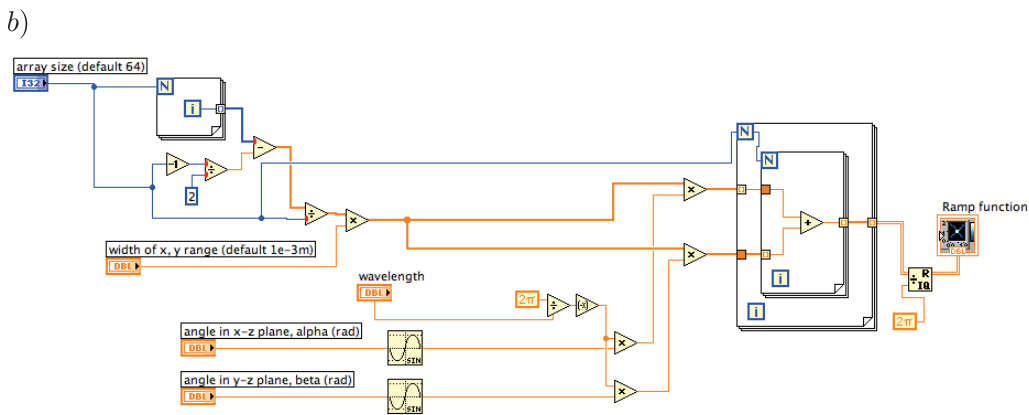 b)
array size (default 64)
I32
N
i
-1
÷
−
2
÷
×
width of x, y range (default 1e-3m)
DBL
wavelength
DBL
2π
÷
-x
angle in x-z plane, alpha (rad)
DBL
SIN
×
angle in y-z plane, beta (rad)
DBL
SIN
×
×
×
N
N
+
i
i
Ramp function
DBL
÷ R
IQ
2π